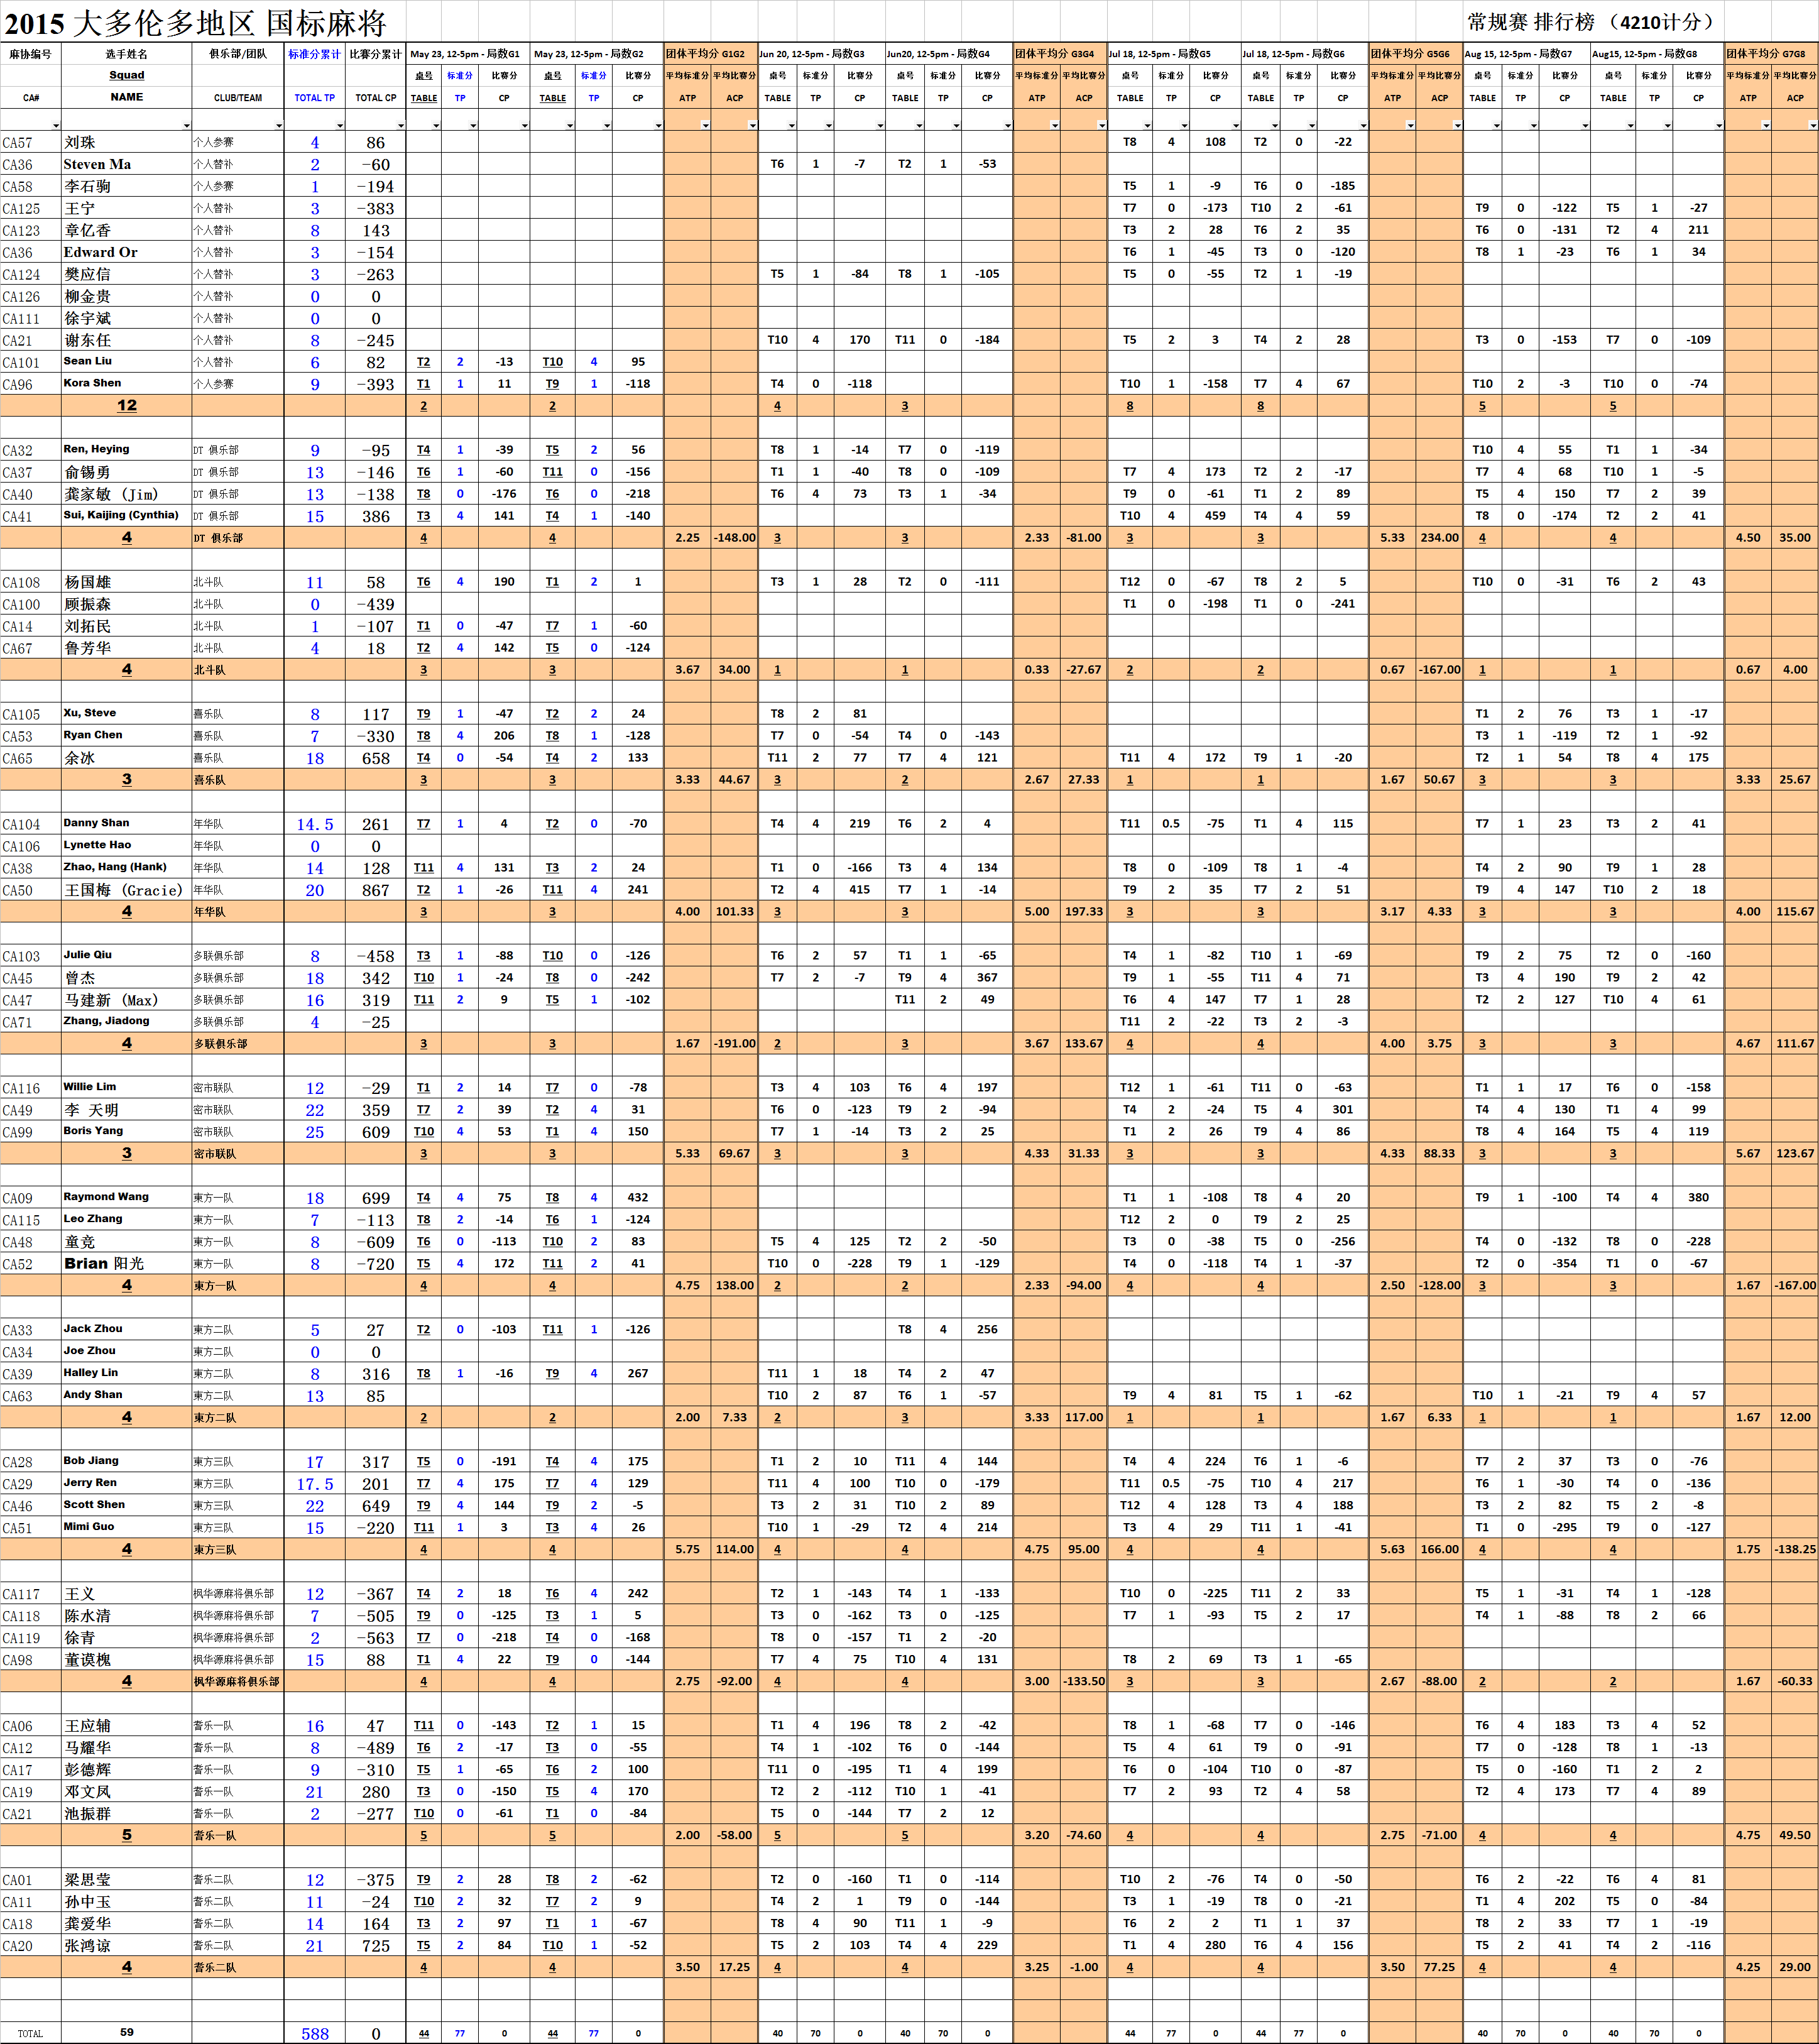 2015 大多伦多地区 国标麻将 常规赛 排行榜 （4210计分）
麻协编号 选手姓名 俱乐部/团队 标准分累计 比赛分累计 May 23, 12-5pm - 局数G1 May 23, 12-5pm - 局数G2 团体平均分 G1G2 Jun 20, 12-5pm - 局数G3 Jun20, 12-5pm - 局数G4 团体平均分 G3G4 Jul 18, 12-5pm - 局数G5 Jul 18, 12-5pm - 局数G6 团体平均分 G5G6 Aug 15, 12-5pm - 局数G7 Aug15, 12-5pm - 局数G8 团体平均分 G7G8
Squad 桌号 标准分 比赛分 桌号 标准分 比赛分 平均标准分 平均比赛分 桌号 标准分 比赛分 桌号 标准分 比赛分 平均标准分 平均比赛分 桌号 标准分 比赛分 桌号 标准分 比赛分 平均标准分 平均比赛分 桌号 标准分 比赛分 桌号 标准分 比赛分 平均标准分 平均比赛分
CA# NAME CLUB/TEAM TOTAL TP TOTAL CP TABLE TP CP TABLE TP CP ATP ACP TABLE TP CP TABLE TP CP ATP ACP TABLE TP CP TABLE TP CP ATP ACP TABLE TP CP TABLE TP CP ATP ACP
CA57 刘珠 个人参赛 4 86 T8 4 108 T2 0 -22
CA36 Steven Ma 个人替补 2 -60 T6 1 -7 T2 1 -53
CA58 李石驹 个人参赛 1 -194 T5 1 -9 T6 0 -185
CA125 王宁 个人替补 3 -383 T7 0 -173 T10 2 -61 T9 0 -122 T5 1 -27
CA123 章亿香 个人替补 8 143 T3 2 28 T6 2 35 T6 0 -131 T2 4 211
CA36 Edward Or 个人替补 3 -154 T6 1 -45 T3 0 -120 T8 1 -23 T6 1 34
CA124 樊应信 个人替补 3 -263 T5 1 -84 T8 1 -105 T5 0 -55 T2 1 -19
CA126 柳金贵 个人替补 0 0
CA111 徐宇斌 个人替补 0 0
CA21 谢东任 个人替补 8 -245 T10 4 170 T11 0 -184 T5 2 3 T4 2 28 T3 0 -153 T7 0 -109
CA101 Sean Liu 个人替补 6 82 T2 2 -13 T10 4 95
CA96 Kora Shen 个人参赛 9 -393 T1 1 11 T9 1 -118 T4 0 -118 T10 1 -158 T7 4 67 T10 2 -3 T10 0 -74
12 2 2 4 3 8 8 5 5
CA32 Ren, Heying DT 俱乐部 9 -95 T4 1 -39 T5 2 56 T8 1 -14 T7 0 -119 T10 4 55 T1 1 -34
CA37 俞锡勇 DT 俱乐部 13 -146 T6 1 -60 T11 0 -156 T1 1 -40 T8 0 -109 T7 4 173 T2 2 -17 T7 4 68 T10 1 -5
CA40 龚家敏 (Jim) DT 俱乐部 13 -138 T8 0 -176 T6 0 -218 T6 4 73 T3 1 -34 T9 0 -61 T1 2 89 T5 4 150 T7 2 39
CA41 Sui, Kaijing (Cynthia) DT 俱乐部 15 386 T3 4 141 T4 1 -140 T10 4 459 T4 4 59 T8 0 -174 T2 2 41
4 DT 俱乐部 4 4 2.25 -148.00 3 3 2.33 -81.00 3 3 5.33 234.00 4 4 4.50 35.00
CA108 杨国雄 北斗队 11 58 T6 4 190 T1 2 1 T3 1 28 T2 0 -111 T12 0 -67 T8 2 5 T10 0 -31 T6 2 43
CA100 顾振森 北斗队 0 -439 T1 0 -198 T1 0 -241
CA14 刘拓民 北斗队 1 -107 T1 0 -47 T7 1 -60
CA67 鲁芳华 北斗队 4 18 T2 4 142 T5 0 -124
4 北斗队 3 3 3.67 34.00 1 1 0.33 -27.67 2 2 0.67 -167.00 1 1 0.67 4.00
CA105 Xu, Steve 喜乐队 8 117 T9 1 -47 T2 2 24 T8 2 81 T1 2 76 T3 1 -17
CA53 Ryan Chen 喜乐队 7 -330 T8 4 206 T8 1 -128 T7 0 -54 T4 0 -143 T3 1 -119 T2 1 -92
CA65 余冰 喜乐队 18 658 T4 0 -54 T4 2 133 T11 2 77 T7 4 121 T11 4 172 T9 1 -20 T2 1 54 T8 4 175
3 喜乐队 3 3 3.33 44.67 3 2 2.67 27.33 1 1 1.67 50.67 3 3 3.33 25.67
CA104 Danny Shan 年华队 14.5 261 T7 1 4 T2 0 -70 T4 4 219 T6 2 4 T11 0.5 -75 T1 4 115 T7 1 23 T3 2 41
CA106 Lynette Hao 年华队 0 0
CA38 Zhao, Hang (Hank) 年华队 14 128 T11 4 131 T3 2 24 T1 0 -166 T3 4 134 T8 0 -109 T8 1 -4 T4 2 90 T9 1 28
CA50 王国梅 (Gracie) 年华队 20 867 T2 1 -26 T11 4 241 T2 4 415 T7 1 -14 T9 2 35 T7 2 51 T9 4 147 T10 2 18
4 年华队 3 3 4.00 101.33 3 3 5.00 197.33 3 3 3.17 4.33 3 3 4.00 115.67
CA103 Julie Qiu 多联俱乐部 8 -458 T3 1 -88 T10 0 -126 T6 2 57 T1 1 -65 T4 1 -82 T10 1 -69 T9 2 75 T2 0 -160
CA45 曾杰 多联俱乐部 18 342 T10 1 -24 T8 0 -242 T7 2 -7 T9 4 367 T9 1 -55 T11 4 71 T3 4 190 T9 2 42
CA47 马建新 (Max) 多联俱乐部 16 319 T11 2 9 T5 1 -102 T11 2 49 T6 4 147 T7 1 28 T2 2 127 T10 4 61
CA71 Zhang, Jiadong 多联俱乐部 4 -25 T11 2 -22 T3 2 -3
4 多联俱乐部 3 3 1.67 -191.00 2 3 3.67 133.67 4 4 4.00 3.75 3 3 4.67 111.67
CA116 Willie Lim 密市联队 12 -29 T1 2 14 T7 0 -78 T3 4 103 T6 4 197 T12 1 -61 T11 0 -63 T1 1 17 T6 0 -158
CA49 李 天明 密市联队 22 359 T7 2 39 T2 4 31 T6 0 -123 T9 2 -94 T4 2 -24 T5 4 301 T4 4 130 T1 4 99
CA99 Boris Yang 密市联队 25 609 T10 4 53 T1 4 150 T7 1 -14 T3 2 25 T1 2 26 T9 4 86 T8 4 164 T5 4 119
3 密市联队 3 3 5.33 69.67 3 3 4.33 31.33 3 3 4.33 88.33 3 3 5.67 123.67
CA09 Raymond Wang 東方一队 18 699 T4 4 75 T8 4 432 T1 1 -108 T8 4 20 T9 1 -100 T4 4 380
CA115 Leo Zhang 東方一队 7 -113 T8 2 -14 T6 1 -124 T12 2 0 T9 2 25
CA48 童竞 東方一队 8 -609 T6 0 -113 T10 2 83 T5 4 125 T2 2 -50 T3 0 -38 T5 0 -256 T4 0 -132 T8 0 -228
CA52 Brian 阳光 東方一队 8 -720 T5 4 172 T11 2 41 T10 0 -228 T9 1 -129 T4 0 -118 T4 1 -37 T2 0 -354 T1 0 -67
4 東方一队 4 4 4.75 138.00 2 2 2.33 -94.00 4 4 2.50 -128.00 3 3 1.67 -167.00
CA33 Jack Zhou 東方二队 5 27 T2 0 -103 T11 1 -126 T8 4 256
CA34 Joe Zhou 東方二队 0 0
CA39 Halley Lin 東方二队 8 316 T8 1 -16 T9 4 267 T11 1 18 T4 2 47
CA63 Andy Shan 東方二队 13 85 T10 2 87 T6 1 -57 T9 4 81 T5 1 -62 T10 1 -21 T9 4 57
4 東方二队 2 2 2.00 7.33 2 3 3.33 117.00 1 1 1.67 6.33 1 1 1.67 12.00
CA28 Bob Jiang 東方三队 17 317 T5 0 -191 T4 4 175 T1 2 10 T11 4 144 T4 4 224 T6 1 -6 T7 2 37 T3 0 -76
CA29 Jerry Ren 東方三队 17.5 201 T7 4 175 T7 4 129 T11 4 100 T10 0 -179 T11 0.5 -75 T10 4 217 T6 1 -30 T4 0 -136
CA46 Scott Shen 東方三队 22 649 T9 4 144 T9 2 -5 T3 2 31 T10 2 89 T12 4 128 T3 4 188 T3 2 82 T5 2 -8
CA51 Mimi Guo 東方三队 15 -220 T11 1 3 T3 4 26 T10 1 -29 T2 4 214 T3 4 29 T11 1 -41 T1 0 -295 T9 0 -127
4 東方三队 4 4 5.75 114.00 4 4 4.75 95.00 4 4 5.63 166.00 4 4 1.75 -138.25
CA117 王义 枫华源麻将俱乐部 12 -367 T4 2 18 T6 4 242 T2 1 -143 T4 1 -133 T10 0 -225 T11 2 33 T5 1 -31 T4 1 -128
CA118 陈水清 枫华源麻将俱乐部 7 -505 T9 0 -125 T3 1 5 T3 0 -162 T3 0 -125 T7 1 -93 T5 2 17 T4 1 -88 T8 2 66
CA119 徐青 枫华源麻将俱乐部 2 -563 T7 0 -218 T4 0 -168 T8 0 -157 T1 2 -20
CA98 董谟槐 枫华源麻将俱乐部 15 88 T1 4 22 T9 0 -144 T7 4 75 T10 4 131 T8 2 69 T3 1 -65
4 枫华源麻将俱乐部 4 4 2.75 -92.00 4 4 3.00 -133.50 3 3 2.67 -88.00 2 2 1.67 -60.33
CA06 王应辅 耆乐一队 16 47 T11 0 -143 T2 1 15 T1 4 196 T8 2 -42 T8 1 -68 T7 0 -146 T6 4 183 T3 4 52
CA12 马耀华 耆乐一队 8 -489 T6 2 -17 T3 0 -55 T4 1 -102 T6 0 -144 T5 4 61 T9 0 -91 T7 0 -128 T8 1 -13
CA17 彭德辉 耆乐一队 9 -310 T5 1 -65 T6 2 100 T11 0 -195 T1 4 199 T6 0 -104 T10 0 -87 T5 0 -160 T1 2 2
CA19 邓文凤 耆乐一队 21 280 T3 0 -150 T5 4 170 T2 2 -112 T10 1 -41 T7 2 93 T2 4 58 T2 4 173 T7 4 89
CA21 池振群 耆乐一队 2 -277 T10 0 -61 T1 0 -84 T5 0 -144 T7 2 12
5 耆乐一队 5 5 2.00 -58.00 5 5 3.20 -74.60 4 4 2.75 -71.00 4 4 4.75 49.50
CA01 梁思莹 耆乐二队 12 -375 T9 2 28 T8 2 -62 T2 0 -160 T1 0 -114 T10 2 -76 T4 0 -50 T6 2 -22 T6 4 81
CA11 孙中玉 耆乐二队 11 -24 T10 2 32 T7 2 9 T4 2 1 T9 0 -144 T3 1 -19 T8 0 -21 T1 4 202 T5 0 -84
CA18 龚爱华 耆乐二队 14 164 T3 2 97 T1 1 -67 T8 4 90 T11 1 -9 T6 2 2 T1 1 37 T8 2 33 T7 1 -19
CA20 张鸿谅 耆乐二队 21 725 T5 2 84 T10 1 -52 T5 2 103 T4 4 229 T1 4 280 T6 4 156 T5 2 41 T4 2 -116
4 耆乐二队 4 4 3.50 17.25 4 4 3.25 -1.00 4 4 3.50 77.25 4 4 4.25 29.00
TOTAL 59 588 0 44 77 0 44 77 0 40 70 0 40 70 0 44 77 0 44 77 0 40 70 0 40 70 0